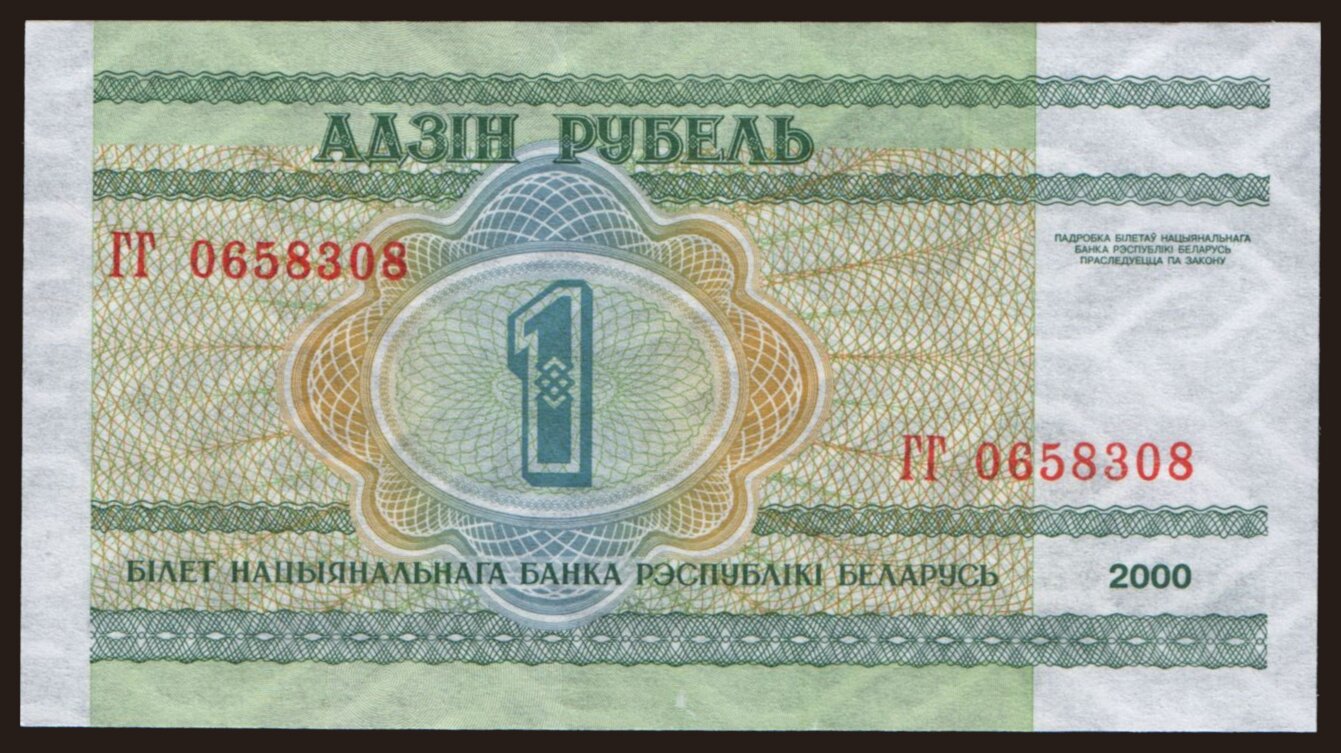 АДЗІН РУБЕЛЬ
ГГ 0658308
ПАДРОБКА БІЛЕТАЎ НАЦЫЯНАЛЬНАГА
БАНКА РЭСПУБЛІКІ БЕЛАРУСЬ
ПРАСЛЕДУЕЦЦА ПА ЗАКОНУ
1
ГГ 0658308
БІЛЕТ НАЦЫЯНАЛЬНАГА БАНКА РЭСПУБЛІКІ БЕЛАРУСЬ 2000